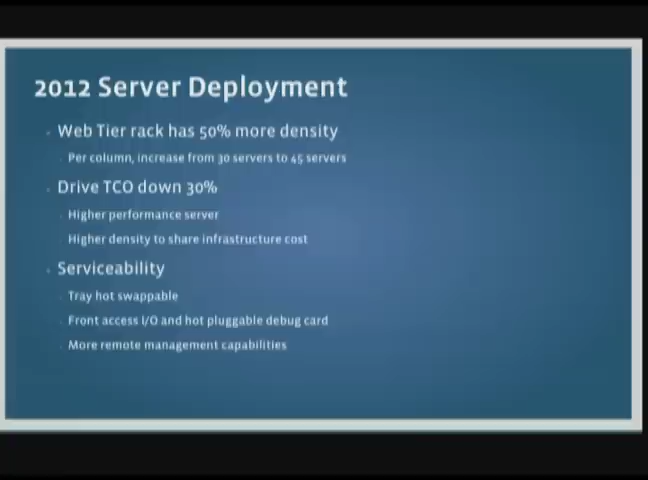 2012 Server Deployment
Web Tier rack has 50% more density
Per column, increase from 30 servers to 45 servers
Drive TCO down 30%
Higher performance server
Higher density to share infrastructure cost
Serviceability
Tray hot swappable
Front access I/O and hot pluggable debug card
More remote management capabilities